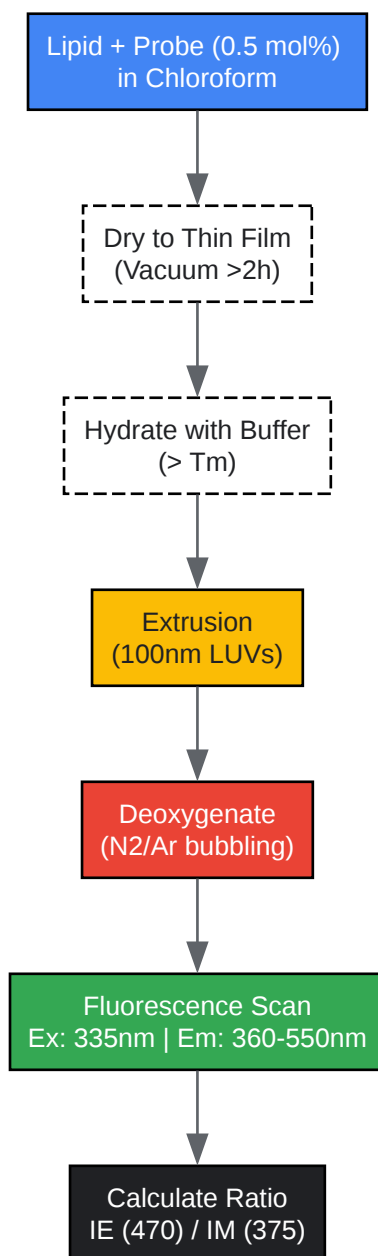 Lipid + Probe (0.5 mol%)
in Chloroform
Dry to Thin Film
(Vacuum >2h)
Hydrate with Buffer
(> Tm)
Extrusion
(100nm LUVs)
Deoxygenate
(N2/Ar bubbling)
Fluorescence Scan
Ex: 335nm | Em: 360-550nm
Calculate Ratio
IE (470) / IM (375)